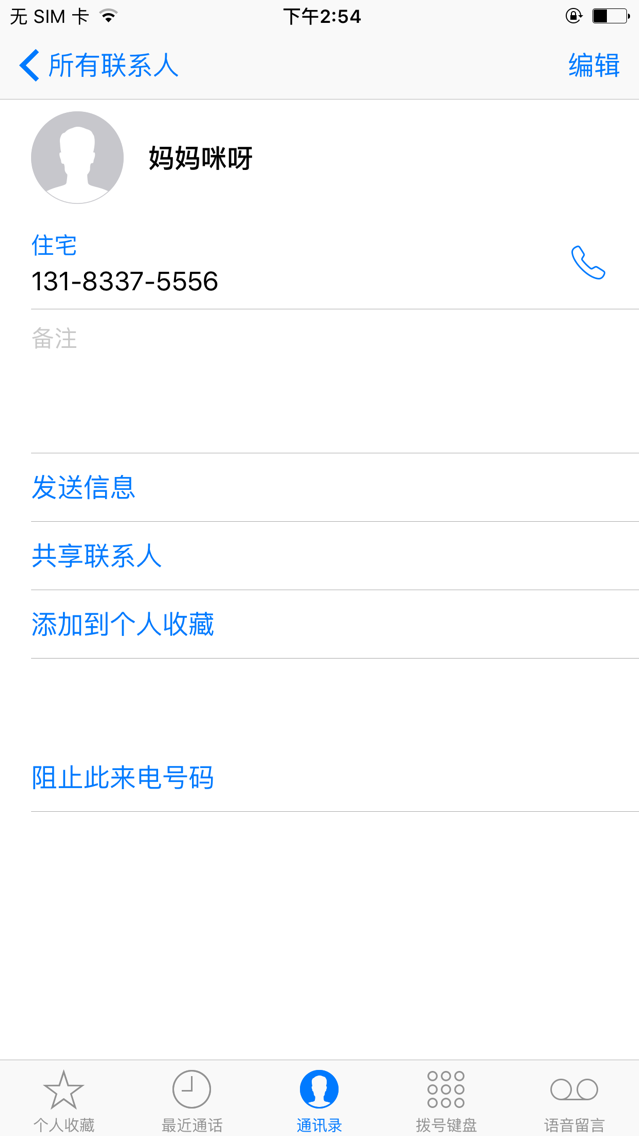 无 SIM 卡
下午2:54
所有联系人
编辑
妈妈咪呀
住宅
131-8337-5556
备注
发送信息
共享联系人
添加到个人收藏
阻止此来电号码
个人收藏
最近通话
通讯录
拨号键盘
语音留言